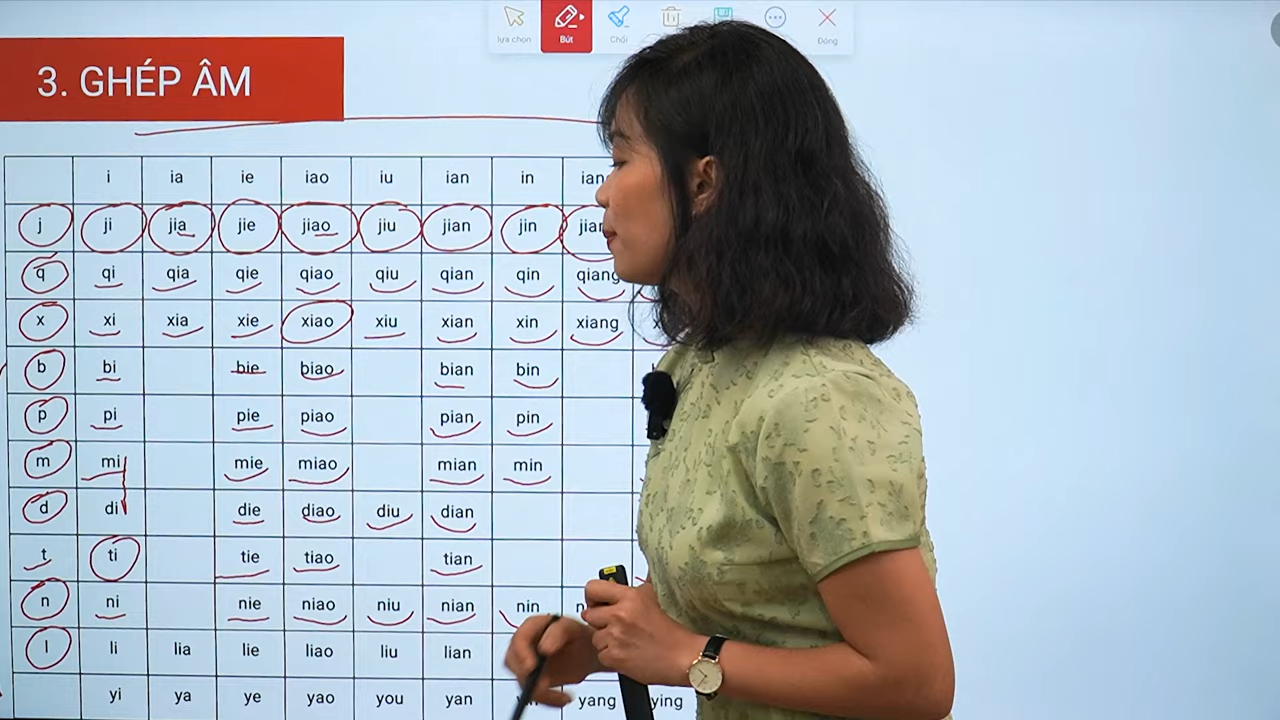 lựa chọn Bút Chổi Đóng
3. GHÉP ÂM
i ia ie iao iu ian in
j ji jia jie jiao jiu jian jin
q qi qia qie qiao qiu qian qin qiang
x xi xia xie xiao xiu xian xin xiang
b bi bie biao bian bin
p pi pie piao pian pin
m mi mie miao mian min
d di die diao diu dian
t ti tie tiao tian
n ni nie niao niu nian nin
l li lia lie liao liu lian
yi ya ye yao you yan yang ying